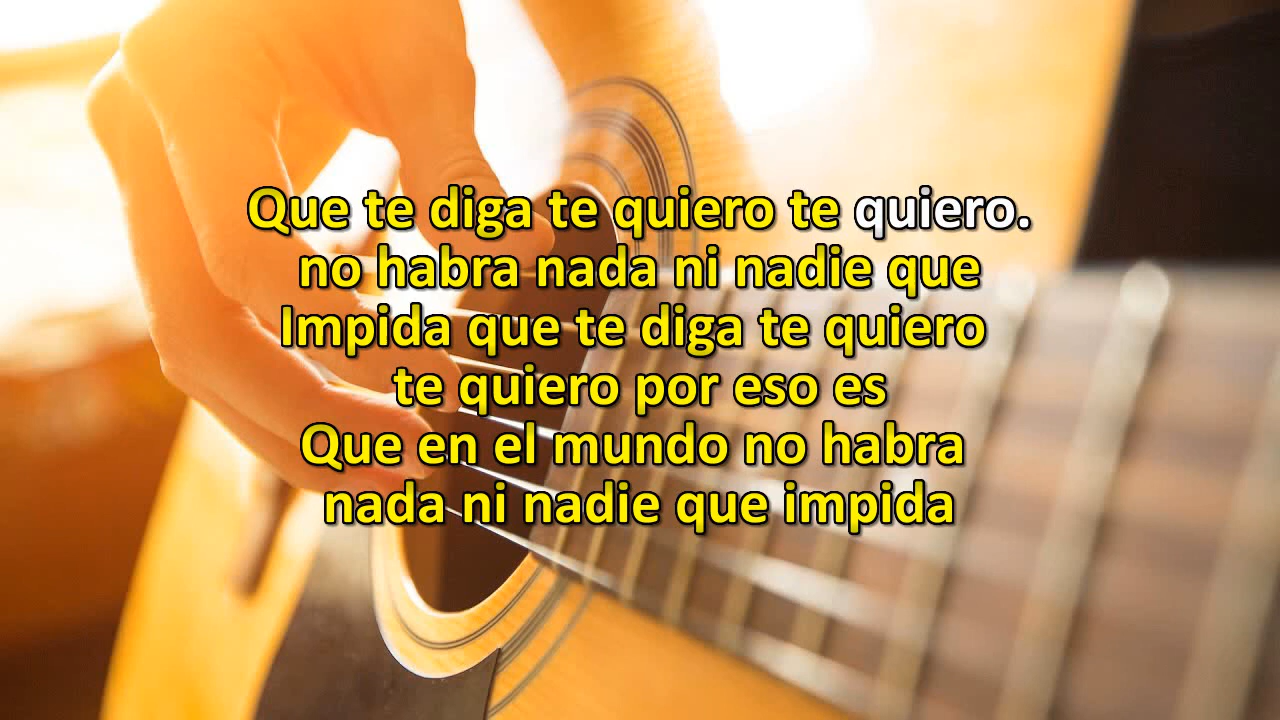 Que te diga te quiero te quiero.
no habra nada ni nadie que
Impida que te diga te quiero
te quiero por eso es
Que en el mundo no habra
nada ni nadie que impida